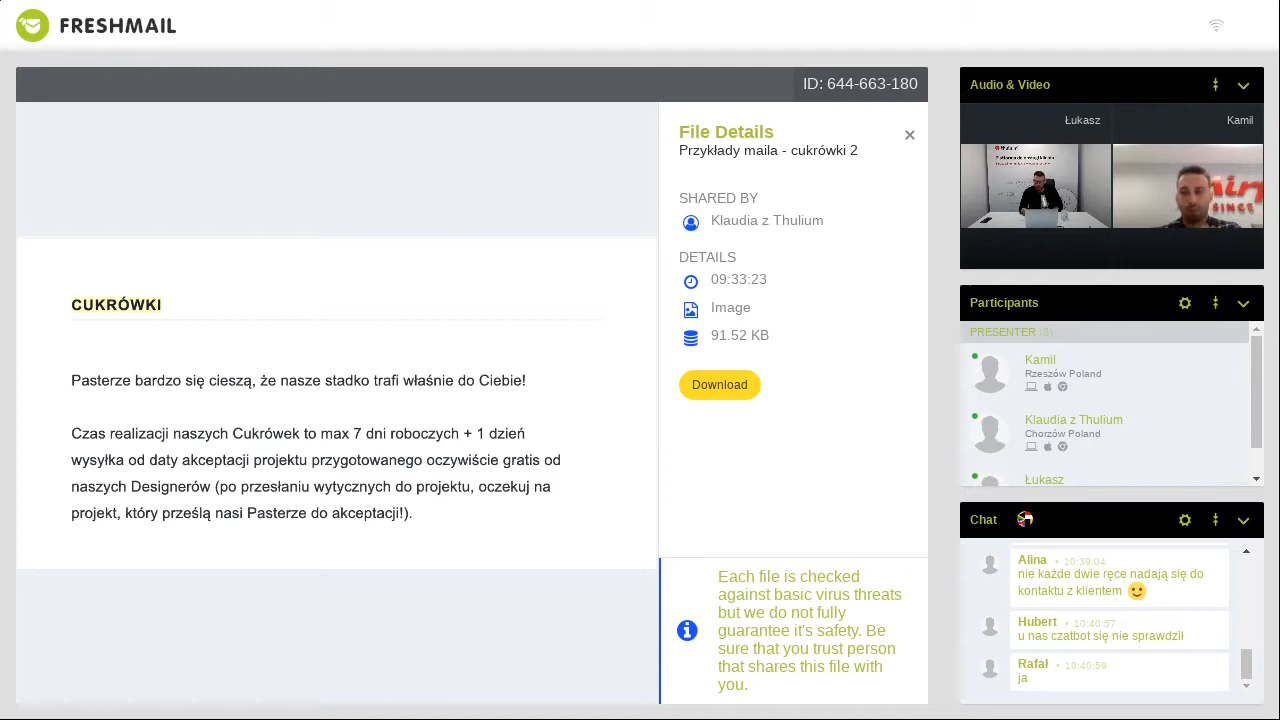 FRESHMAIL
ID: 644-663-180
CUKRÓWKI
Pasterze bardzo się cieszą, że nasze stadko trafi właśnie do Ciebie!
Czas realizacji naszych Cukrówek to max 7 dni roboczych + 1 dzień
wysyłka od daty akceptacji projektu przygotowanego oczywiście gratis od
naszych Designerów (po przesłaniu wytycznych do projektu, oczekuj na
projekt, który prześlą nasi Pasterze do akceptacji!).
File Details
Przykłady maila - cukrówki 2
SHARED BY
Klaudia z Thulium
DETAILS
09:33:23
Image
91.52 KB
Download
Each file is checked
against basic virus threats
but we do not fully
guarantee it's safety. Be
sure that you trust person
that shares this file with
you.
Audio & Video
Łukasz
Kamil
thulium
Platforma do obsługi klienta
SINCE
Participants
PRESENTER (3)
Kamil
Rzeszów Poland
Klaudia z Thulium
Chorzów Poland
Łukasz
Chat
Alina • 10:39:04
nie każde dwie ręce nadają się do
kontaktu z klientem
Hubert • 10:40:57
u nas czatbot się nie sprawdził
Rafał • 10:40:59
ja